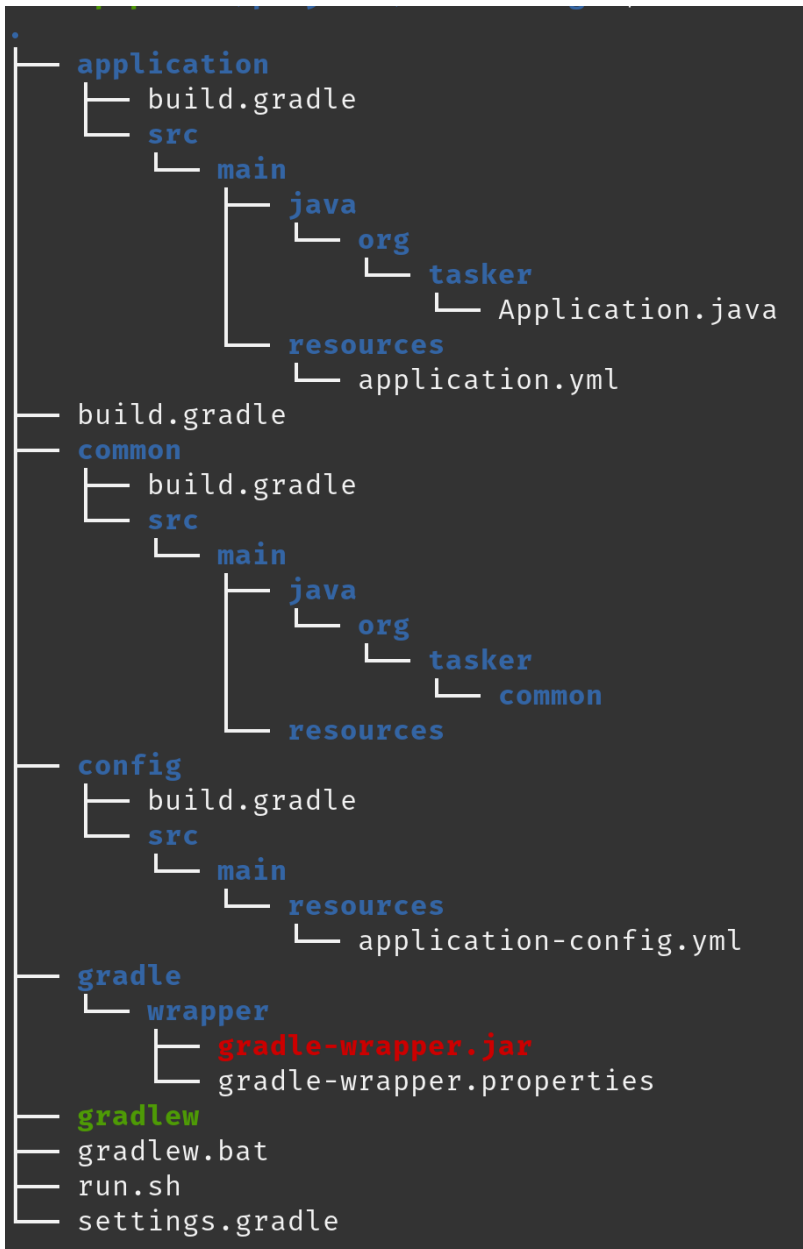 .
application
build.gradle
src
main
java
org
tasker
Application.java
resources
application.yml
build.gradle
common
build.gradle
src
main
java
org
tasker
common
resources
config
build.gradle
src
main
resources
application-config.yml
gradle
wrapper
gradle-wrapper.jar
gradle-wrapper.properties
gradlew
gradlew.bat
run.sh
settings.gradle